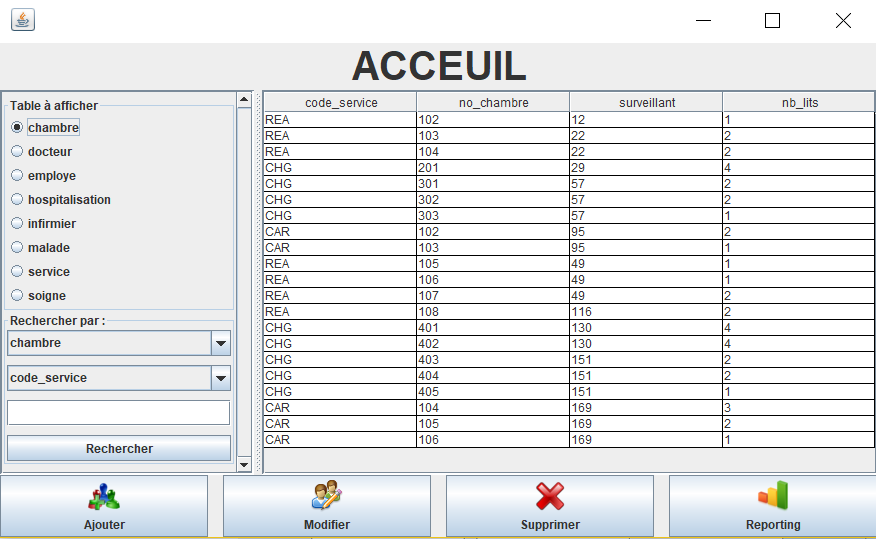 ACCEUIL
Table à afficher
chambre
docteur
employe
hospitalisation
infirmier
malade
service
soigne
Rechercher par :
chambre
code_service
Rechercher
code_service no_chambre surveillant nb_lits
REA 102 12 1
REA 103 22 2
REA 104 22 2
CHG 201 29 4
CHG 301 57 2
CHG 302 57 2
CHG 303 57 1
CAR 102 95 2
CAR 103 95 1
REA 105 49 1
REA 106 49 1
REA 107 49 2
REA 108 116 2
CHG 401 130 4
CHG 402 130 4
CHG 403 151 2
CHG 404 151 2
CHG 405 151 1
CAR 104 169 3
CAR 105 169 2
CAR 106 169 1
Ajouter Modifier Supprimer Reporting